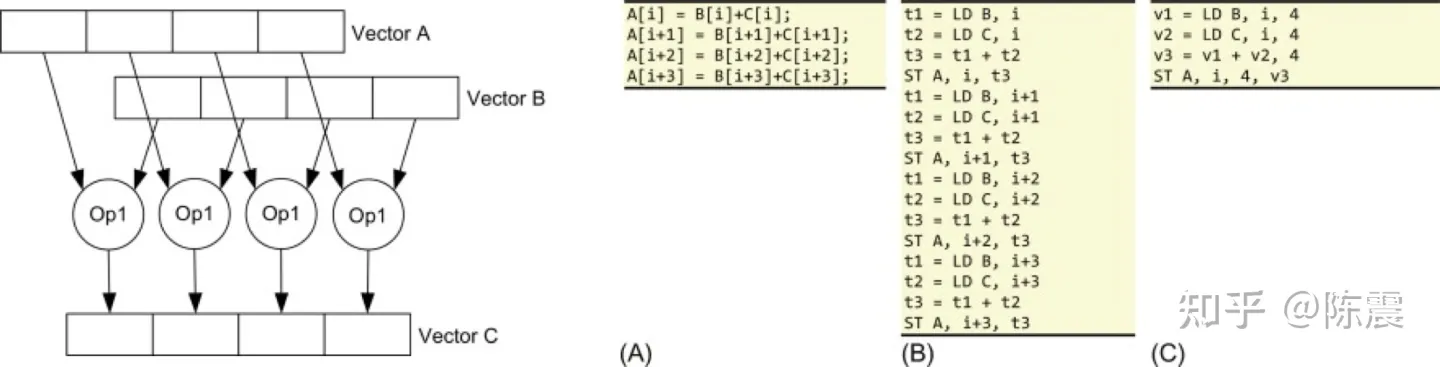 Vector A
Vector B
Op1 Op1 Op1 Op1
Vector C
A[i] = B[i]+C[i];
A[i+1] = B[i+1]+C[i+1];
A[i+2] = B[i+2]+C[i+2];
A[i+3] = B[i+3]+C[i+3];
(A)
t1 = LD B, i
t2 = LD C, i
t3 = t1 + t2
ST A, i, t3
t1 = LD B, i+1
t2 = LD C, i+1
t3 = t1 + t2
ST A, i+1, t3
t1 = LD B, i+2
t2 = LD C, i+2
t3 = t1 + t2
ST A, i+2, t3
t1 = LD B, i+3
t2 = LD C, i+3
t3 = t1 + t2
ST A, i+3, t3
(B)
v1 = LD B, i, 4
v2 = LD C, i, 4
v3 = v1 + v2, 4
ST A, i, 4, v3
(C)
知乎 @陈震